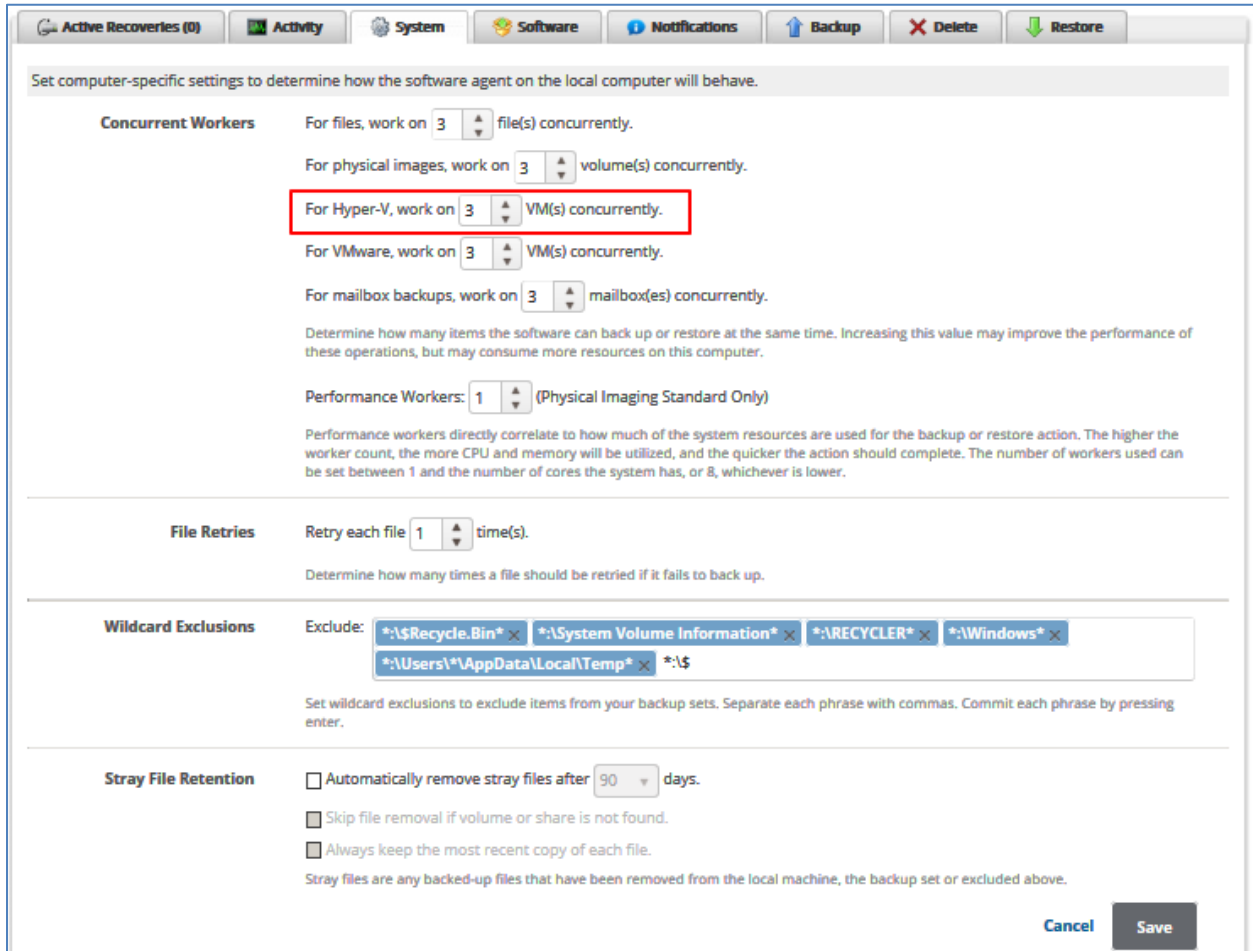 Active Recoveries (0) Activity System Software Notifications Backup Delete Restore
Set computer-specific settings to determine how the software agent on the local computer will behave.
Concurrent Workers For files, work on 3 file(s) concurrently.
For physical images, work on 3 volume(s) concurrently.
For Hyper-V, work on 3 VM(s) concurrently.
For VMware, work on 3 VM(s) concurrently.
For mailbox backups, work on 3 mailbox(es) concurrently.
Determine how many items the software can back up or restore at the same time. Increasing this value may improve the performance of
these operations, but may consume more resources on this computer.
Performance Workers: 1 (Physical Imaging Standard Only)
Performance workers directly correlate to how much of the system resources are used for the backup or restore action. The higher the
worker count, the more CPU and memory will be utilized, and the quicker the action should complete. The number of workers used can
be set between 1 and the number of cores the system has, or 8, whichever is lower.
File Retries Retry each file 1 time(s).
Determine how many times a file should be retried if it fails to back up.
Wildcard Exclusions Exclude: *:\$Recycle.Bin* *:\System Volume Information* *:\RECYCLER* *:\Windows*
*:\Users\*\AppData\Local\Temp* *:\$
Set wildcard exclusions to exclude items from your backup sets. Separate each phrase with commas. Commit each phrase by pressing
enter.
Stray File Retention Automatically remove stray files after 90 days.
Skip file removal if volume or share is not found.
Always keep the most recent copy of each file.
Stray files are any backed-up files that have been removed from the local machine, the backup set or excluded above.
Cancel Save